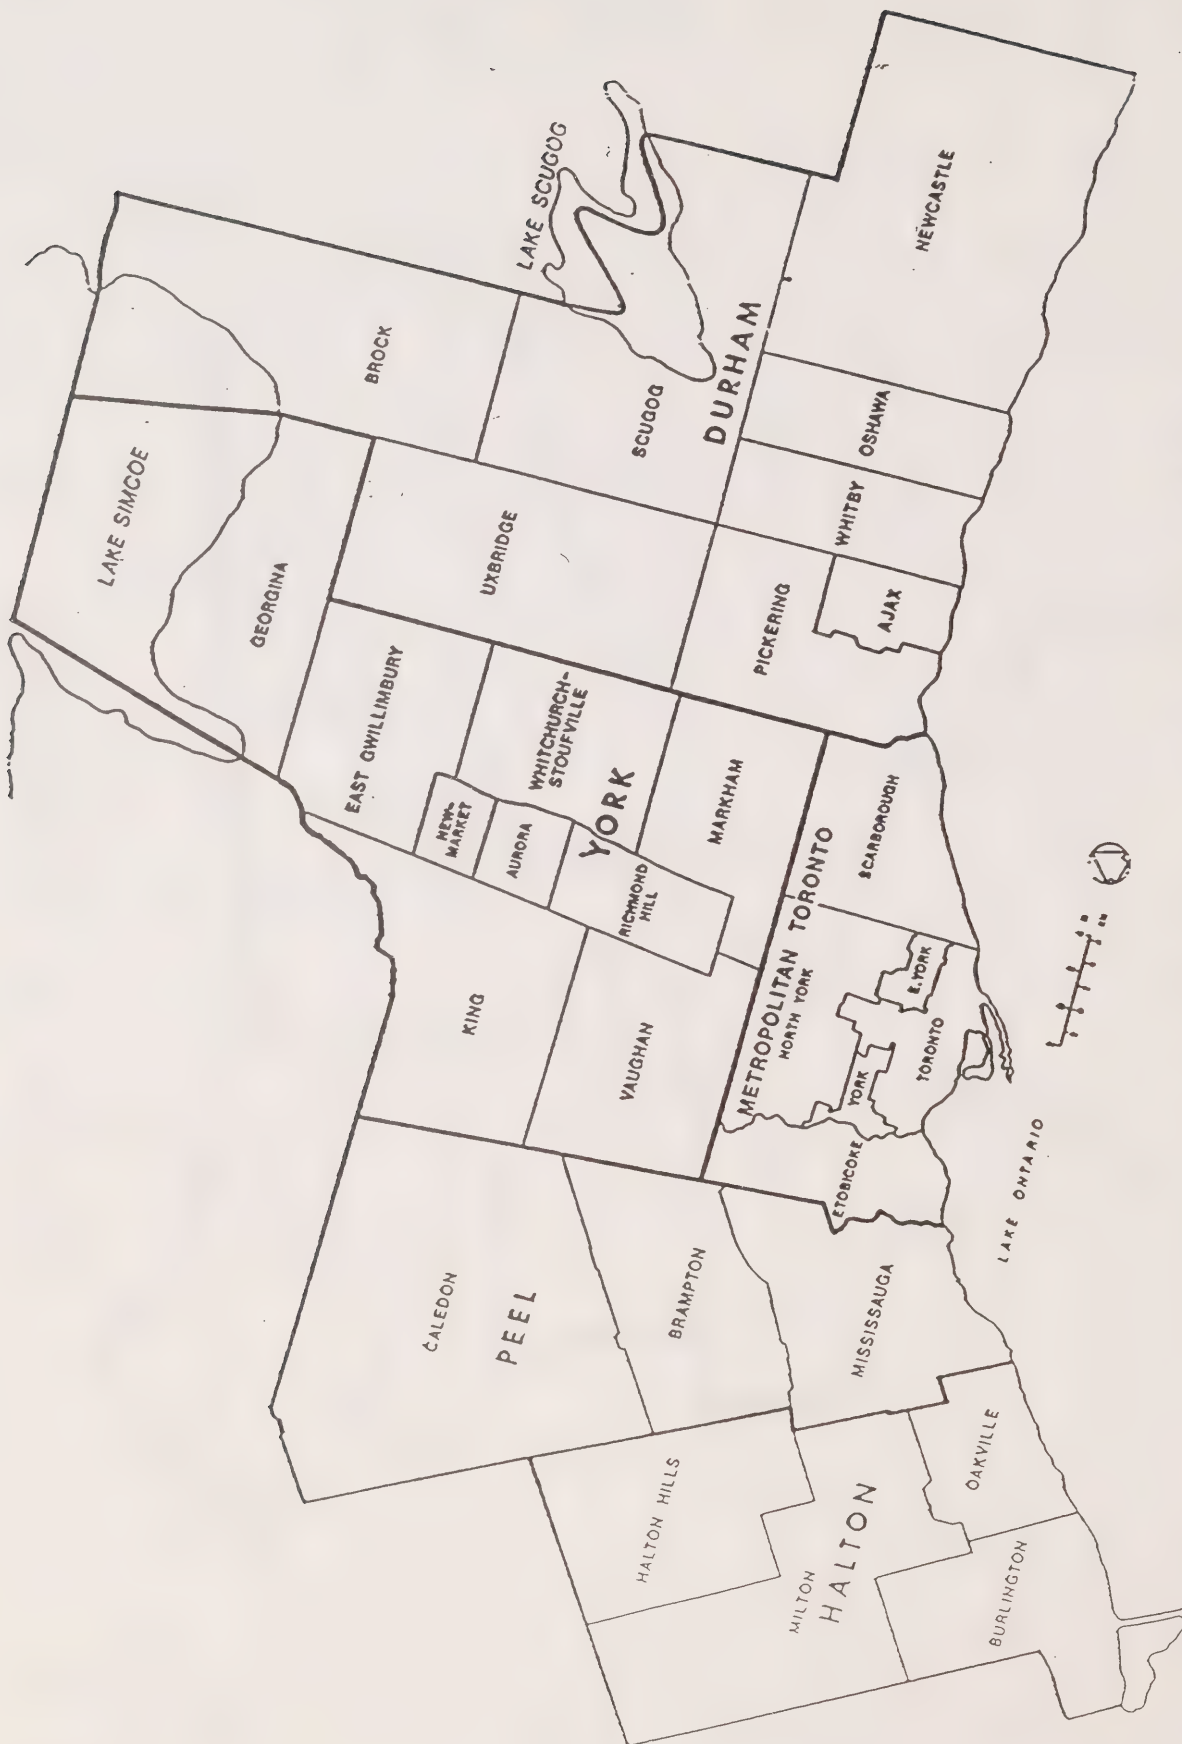 LAKE SIMCOE
GEORGINA
BROCK
LAKE SCUGOG
SCUGOG
UXBRIDGE
DURHAM
NEWCASTLE
OSHAWA
WHITBY
AJAX
PICKERING
EAST GWILLIMBURY
WHITCHURCH-
STOUFVILLE
NEW-
MARKET
AURORA
YORK
RICHMOND
HILL
MARKHAM
KING
VAUGHAN
METROPOLITAN TORONTO
NORTH YORK
SCARBOROUGH
E.YORK
YORK
TORONTO
ETOBICOKE
LAKE ONTARIO
CALEDON
PEEL
BRAMPTON
MISSISSAUGA
HALTON HILLS
MILTON
HALTON
OAKVILLE
BURLINGTON